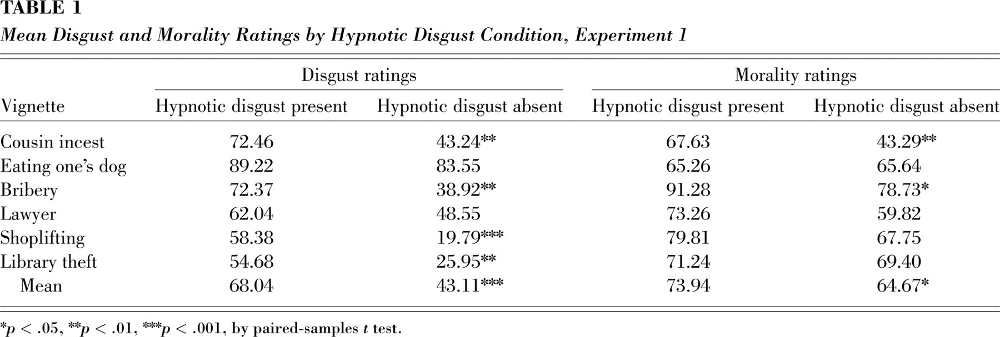 TABLE 1
Mean Disgust and Morality Ratings by Hypnotic Disgust Condition, Experiment 1
Disgust ratings Morality ratings
Vignette Hypnotic disgust present Hypnotic disgust absent Hypnotic disgust present Hypnotic disgust absent
Cousin incest 72.46 43.24** 67.63 43.29**
Eating one’s dog 89.22 83.55 65.26 65.64
Bribery 72.37 38.92** 91.28 78.73*
Lawyer 62.04 48.55 73.26 59.82
Shoplifting 58.38 19.79*** 79.81 67.75
Library theft 54.68 25.95** 71.24 69.40
Mean 68.04 43.11*** 73.94 64.67*
*p < .05, **p < .01, ***p < .001, by paired-samples t test.